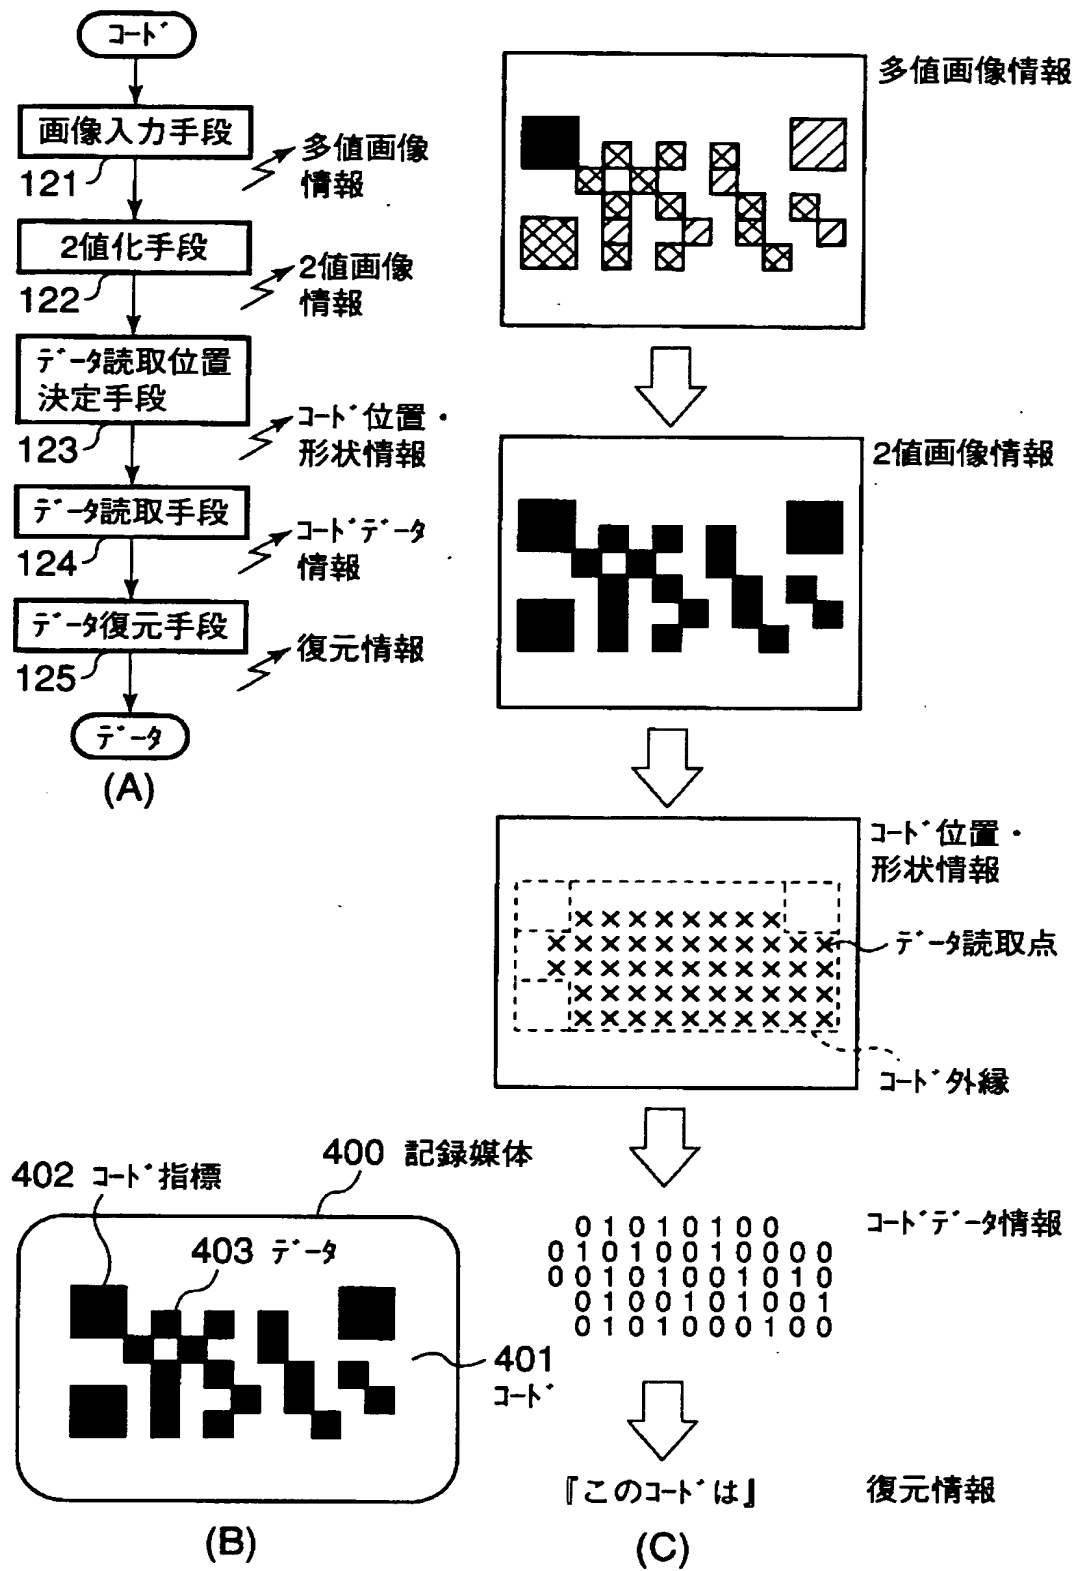 コード
画像入力手段
121
多値画像
情報
2値化手段
122
2値画像
情報
データ読取位置
決定手段
123
コード位置・
形状情報
データ読取手段
124
コードデータ
情報
データ復元手段
125
復元情報
データ
(A)
400 記録媒体
402 コード指標
403 データ
401
コード
(B)
多値画像情報
2値画像情報
コード位置・
形状情報
データ読取点
コード外縁
コードデータ情報
0 1 0 1 0 1 0 0
0 1 0 1 0 0 1 0 0 0 0
0 0 1 0 1 0 0 1 0 1 0
0 1 0 0 1 0 1 0 0 1
0 1 0 1 0 0 0 1 0 0
『このコードは』
復元情報
(C)